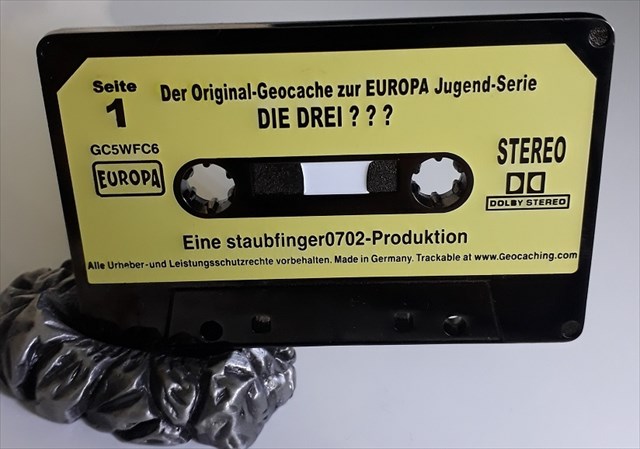 Seite
1
Der Original-Geocache zur EUROPA Jugend-Serie
DIE DREI ? ? ?
GC5WFC6
EUROPA
STEREO
DOLBY STEREO
Eine staubfinger0702-Produktion
Alle Urheber-und Leistungsschutzrechte vorbehalten. Made in Germany. Trackable at www.Geocaching.com